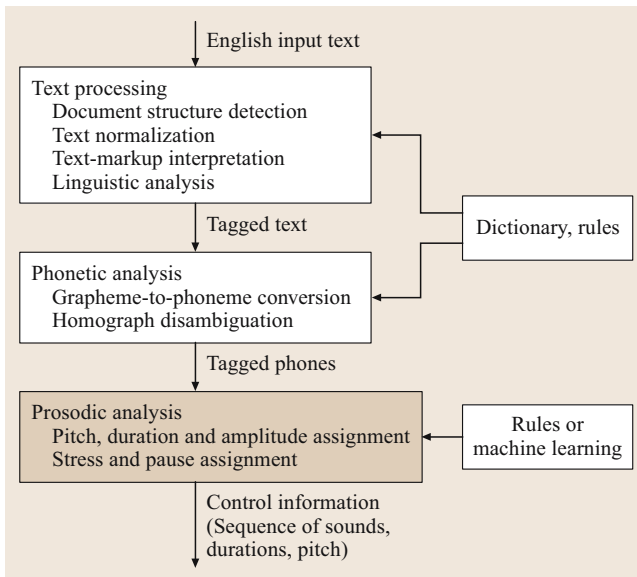 English input text
Text processing
Document structure detection
Text normalization
Text-markup interpretation
Linguistic analysis
Dictionary, rules
Tagged text
Phonetic analysis
Grapheme-to-phoneme conversion
Homograph disambiguation
Tagged phones
Prosodic analysis
Pitch, duration and amplitude assignment
Stress and pause assignment
Rules or
machine learning
Control information
(Sequence of sounds,
durations, pitch)